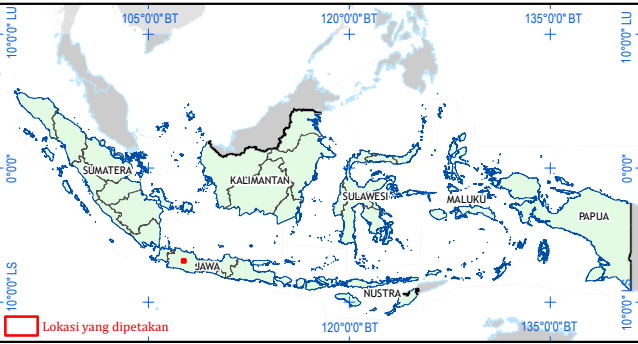 105°0'0"BT 120°0'0"BT 135°0'0"BT
10°0'0" LU 10°0'0" LU
SUMATERA
KALIMANTAN
SULAWESI
MALUKU
PAPUA
0°0'0" 0°0'0"
JAWA
NUSTRA
10°0'0" LS 10°0'0" LS
Lokasi yang dipetakan
120°0'0"BT 135°0'0"BT